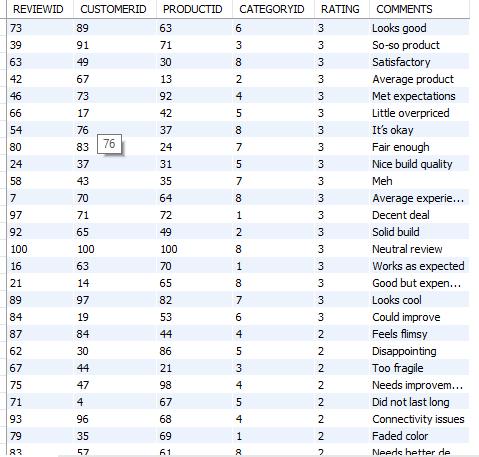 REVIEWID CUSTOMERID PRODUCTID CATEGORYID RATING COMMENTS
73 89 63 6 3 Looks good
39 91 71 3 3 So-so product
63 49 30 8 3 Satisfactory
42 67 13 2 3 Average product
46 73 92 4 3 Met expectations
66 17 42 5 3 Little overpriced
54 76 37 8 3 It's okay
80 83 76 24 7 3 Fair enough
24 37 31 5 3 Nice build quality
58 43 35 7 3 Meh
7 70 64 8 3 Average experie...
97 71 72 1 3 Decent deal
92 65 49 2 3 Solid build
100 100 100 8 3 Neutral review
16 63 70 1 3 Works as expected
21 14 65 8 3 Good but expen...
89 97 82 7 3 Looks cool
84 19 53 6 3 Could improve
87 84 44 4 2 Feels flimsy
62 30 86 5 2 Disappointing
67 44 21 3 2 Too fragile
75 47 98 4 2 Needs improvem...
71 4 67 5 2 Did not last long
93 96 68 4 2 Connectivity issues
79 35 69 1 2 Faded color
83 57 61 8 2 Needs better de...